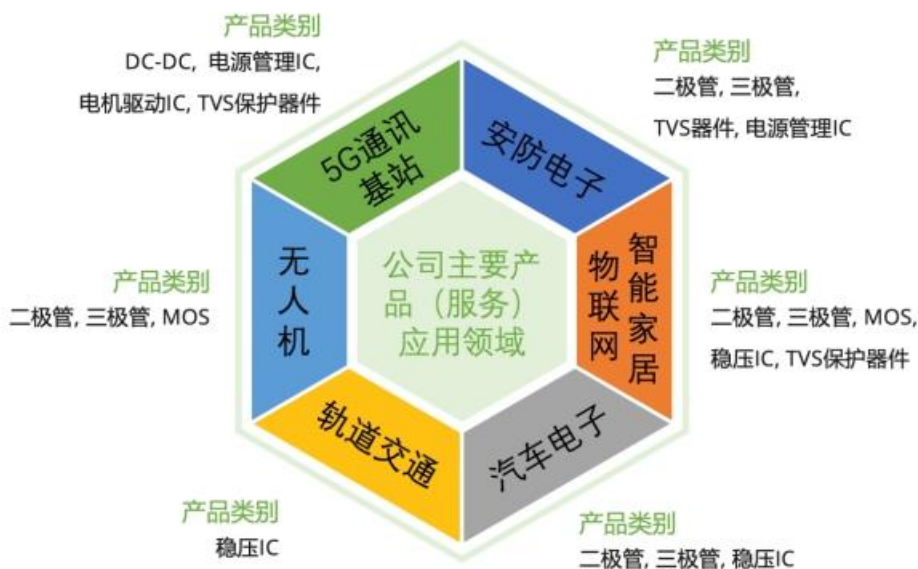 产品类别
DC-DC, 电源管理IC,
电机驱动IC, TVS保护器件
产品类别
二极管, 三极管,
TVS器件, 电源管理IC
5G通讯
基站
安防电子
无人机
公司主要产
品（服务）
应用领域
智能家居
物联网
产品类别
二极管, 三极管, MOS
产品类别
二极管, 三极管, MOS,
稳压IC, TVS保护器件
轨道交通
汽车电子
产品类别
稳压IC
产品类别
二极管, 三极管, 稳压IC